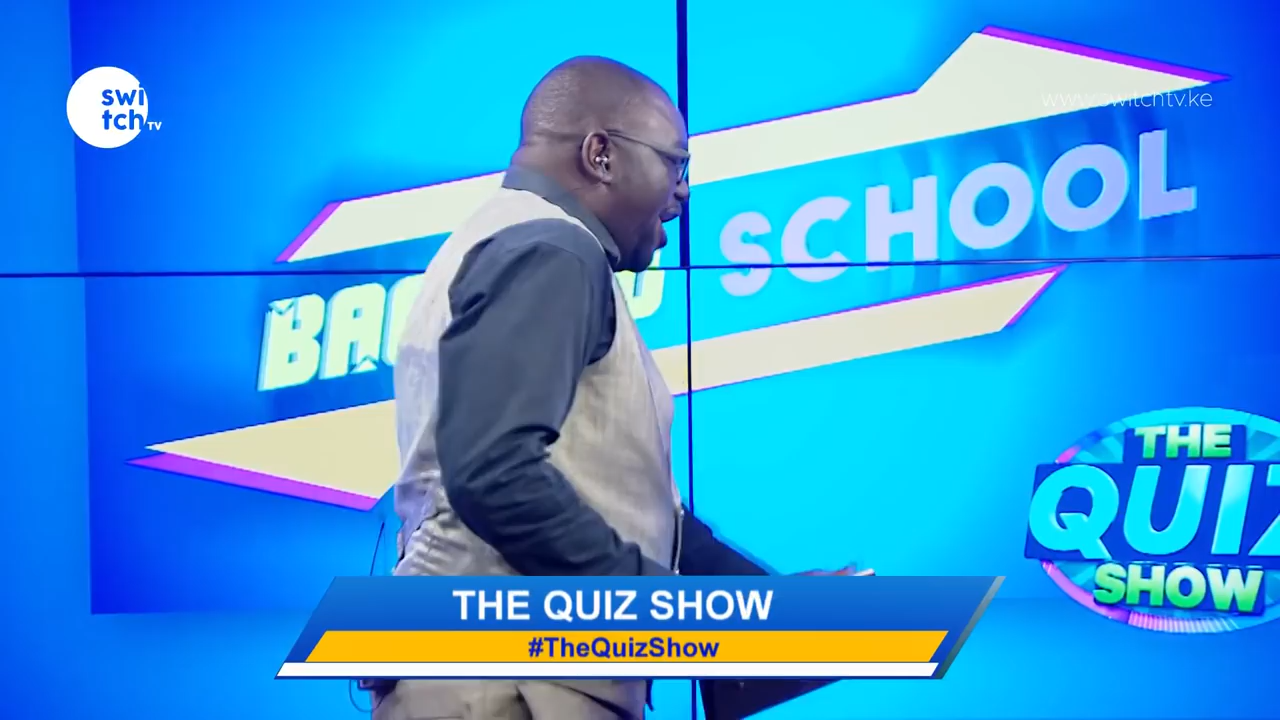 swi
tch TV
www.switchtv.ke
SCHOOL
THE
QUIZ
SHOW
THE QUIZ SHOW
#TheQuizShow